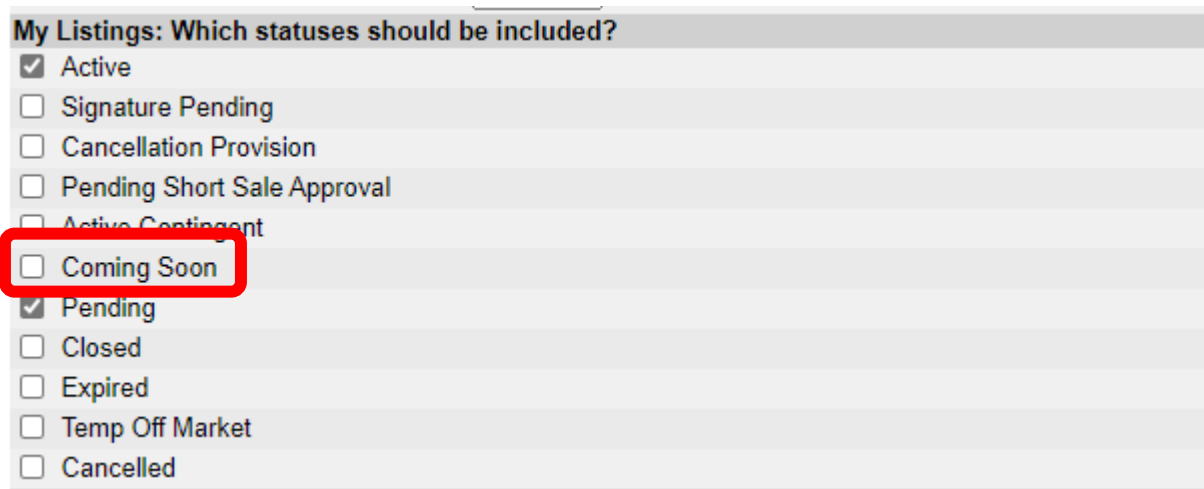 My Listings: Which statuses should be included?
Active
Signature Pending
Cancellation Provision
Pending Short Sale Approval
Active Contingent
Coming Soon
Pending
Closed
Expired
Temp Off Market
Cancelled